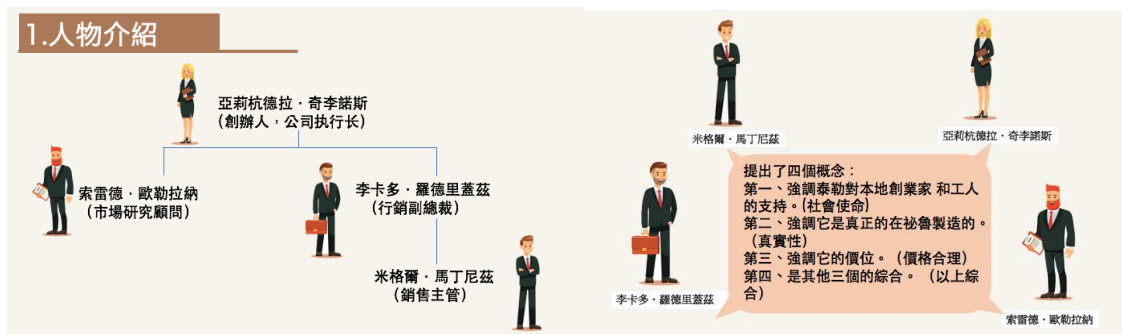 1.人物介紹
亞莉杭德拉·奇李諾斯
(創辦人，公司执行长)
索雷德·歐勒拉納
(市場研究顧問)
李卡多·羅德里蓋茲
(行銷副總裁)
米格爾·馬丁尼茲
(銷售主管)
米格爾·馬丁尼茲
亞莉杭德拉·奇李諾斯
提出了四個概念：
第一、強調泰勒對本地創業家 和工人
的支持。(社會使命)
第二、強調它是真正的在祕魯製造的。
（真實性）
第三、強調它的價位。（價格合理）
第四、是其他三個的綜合。（以上綜
合）
李卡多·羅德里蓋茲
索雷德·歐勒拉納